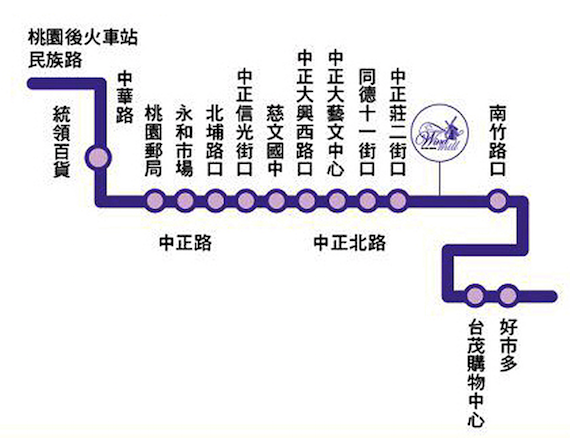 桃園後火車站
民族路
統領百貨
中華路
桃園郵局
永和市場
北埔路口
中正信光街口
慈文國中
中正大興西路口
中正大藝文中心
同德十一街口
中正莊二街口
Wind
mill
南竹路口
中正路
中正北路
台茂購物中心
好市多